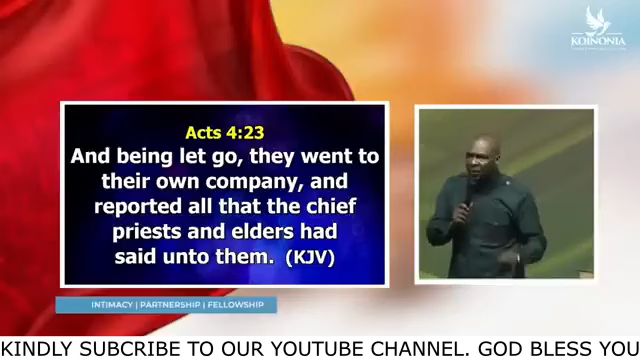 KOINONIA
Acts 4:23
And being let go, they went to
their own company, and
reported all that the chief
priests and elders had
said unto them. (KJV)
INTIMACY | PARTNERSHIP | FELLOWSHIP
KINDLY SUBCRIBE TO OUR YOUTUBE CHANNEL. GOD BLESS YOU